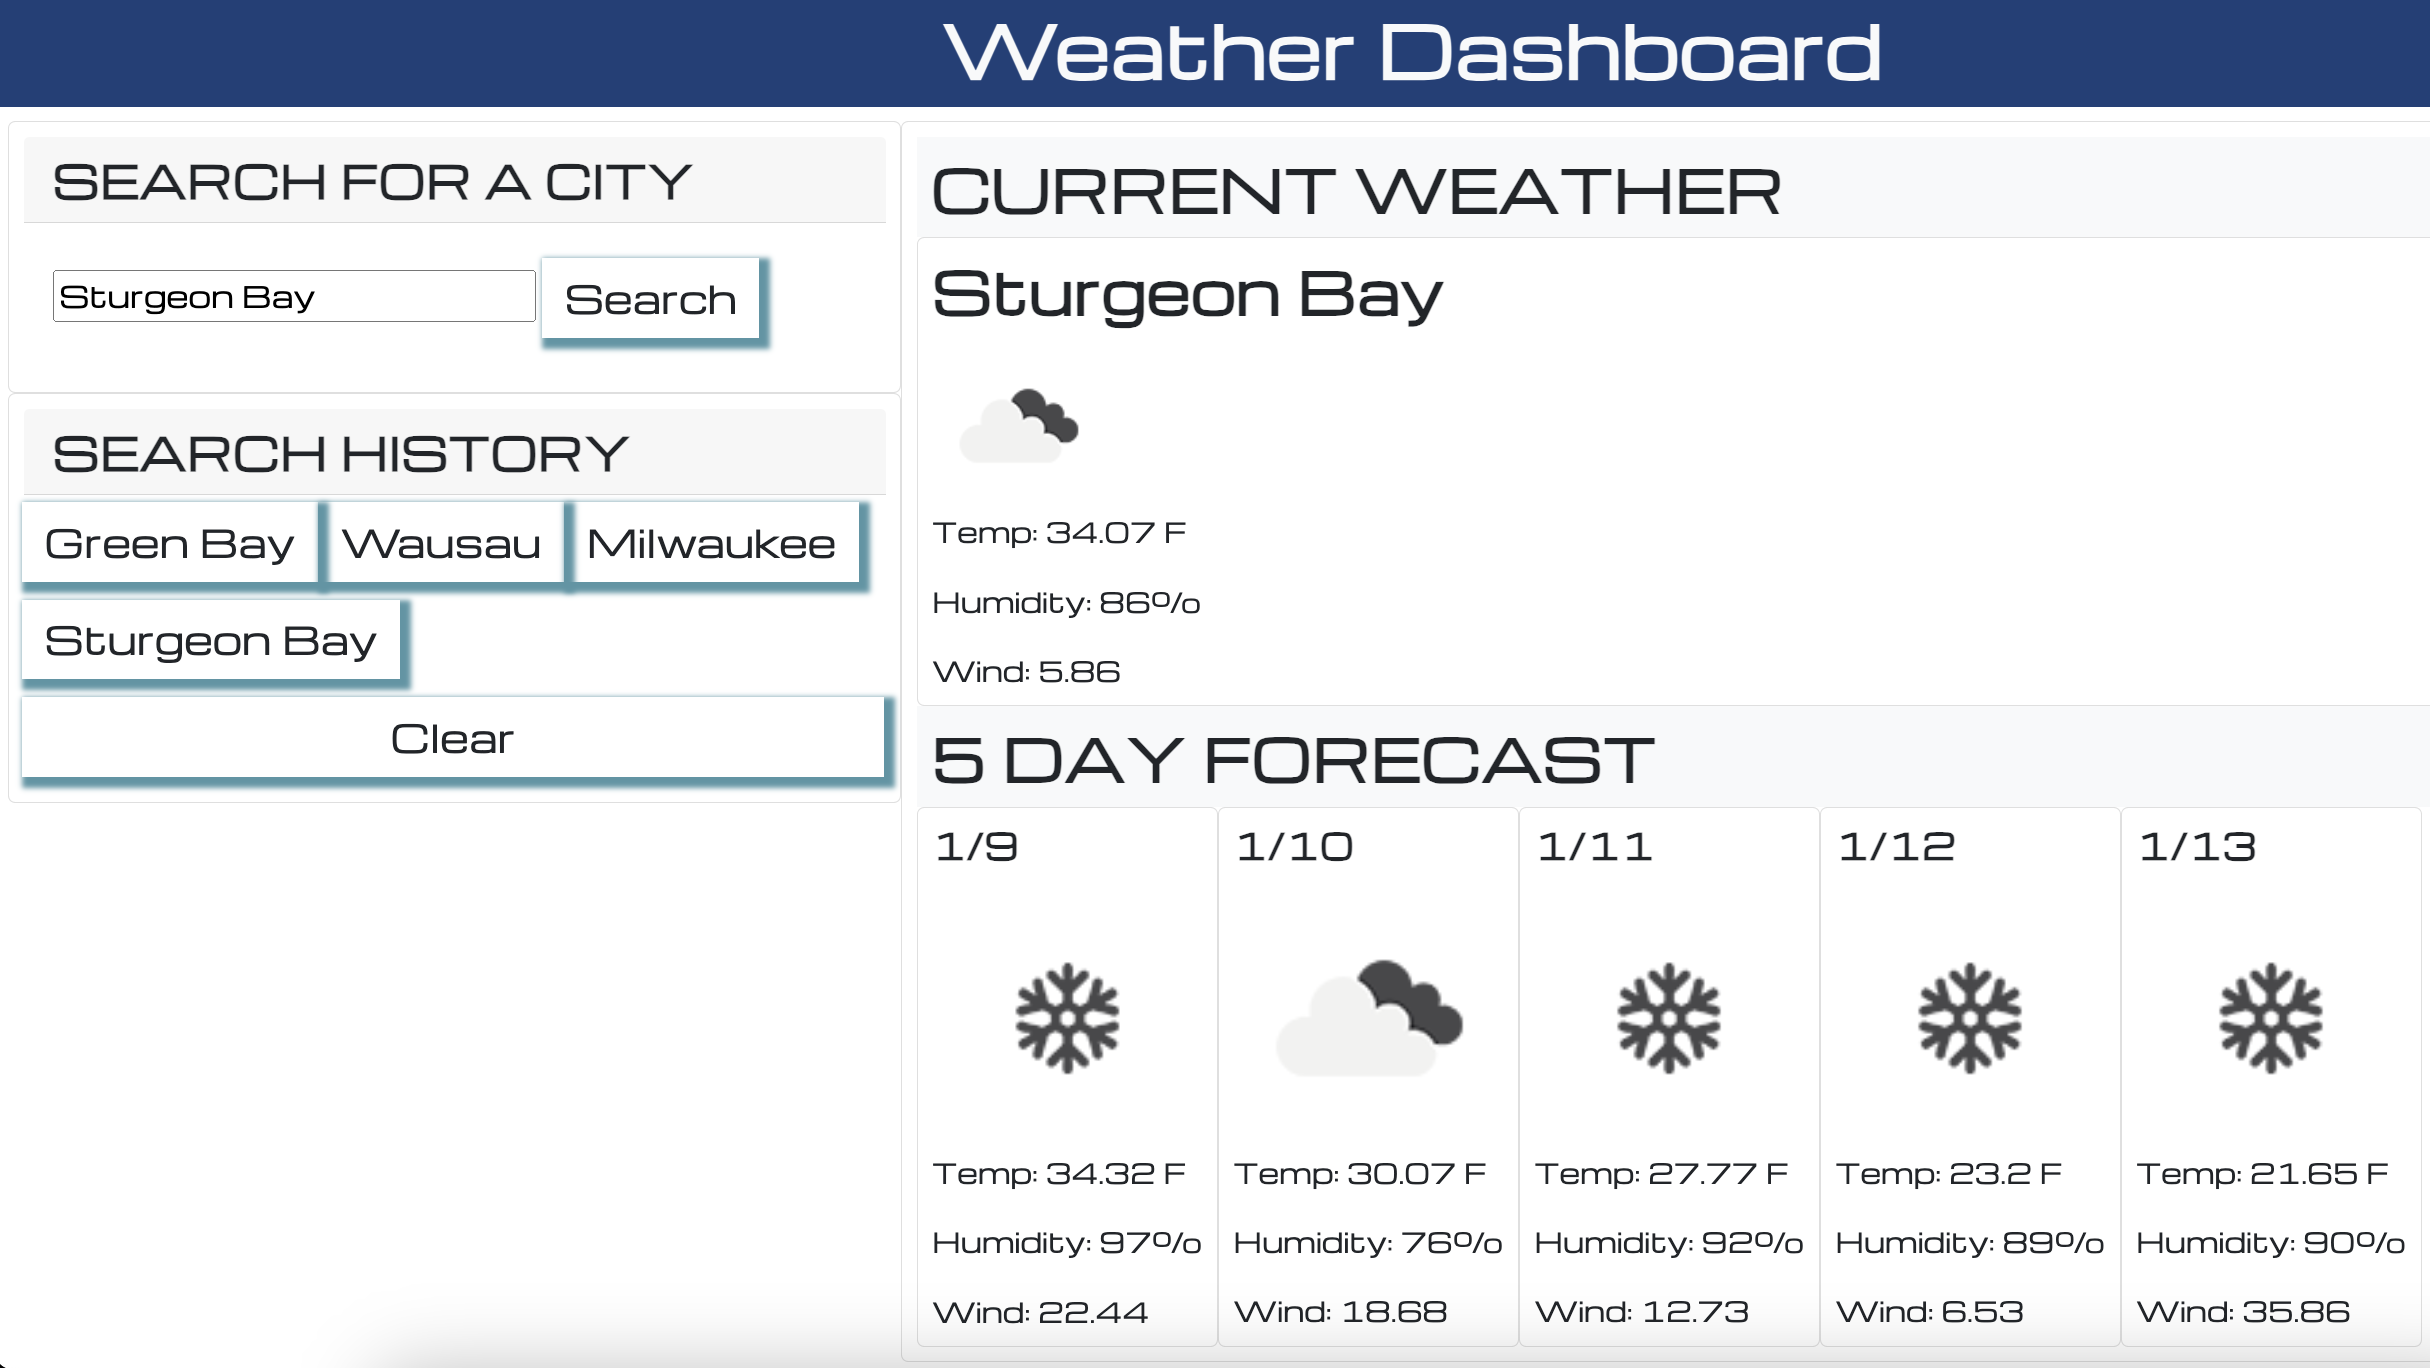 Weather Dashboard
SEARCH FOR A CITY
Sturgeon Bay
Search
SEARCH HISTORY
Green Bay
Wausau
Milwaukee
Sturgeon Bay
Clear
CURRENT WEATHER
Sturgeon Bay
Temp: 34.07 F
Humidity: 86%
Wind: 5.86
5 DAY FORECAST
1/9
Temp: 34.32 F
Humidity: 97%
Wind: 22.44
1/10
Temp: 30.07 F
Humidity: 76%
Wind: 18.68
1/11
Temp: 27.77 F
Humidity: 92%
Wind: 12.73
1/12
Temp: 23.2 F
Humidity: 89%
Wind: 6.53
1/13
Temp: 21.65 F
Humidity: 90%
Wind: 35.86